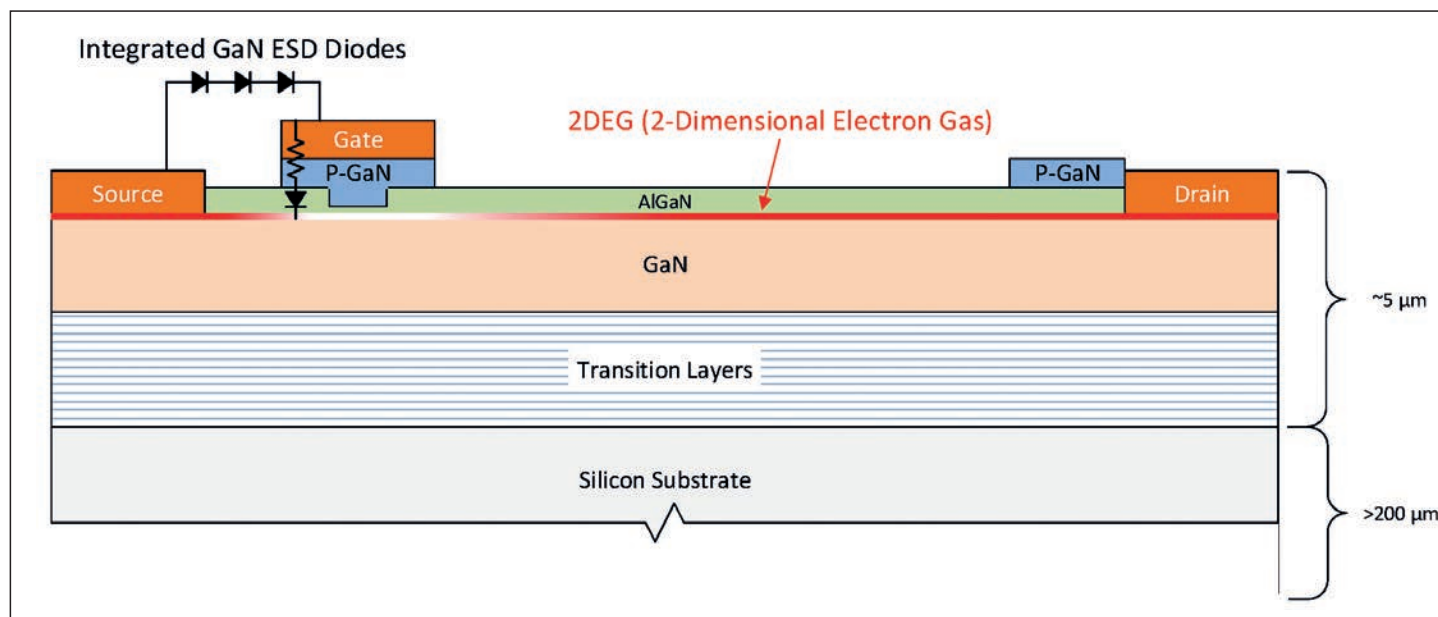 Integrated GaN ESD Diodes
2DEG (2-Dimensional Electron Gas)
Gate
P-GaN
P-GaN
Source
AlGaN
Drain
GaN
~5 µm
Transition Layers
Silicon Substrate
>200 µm